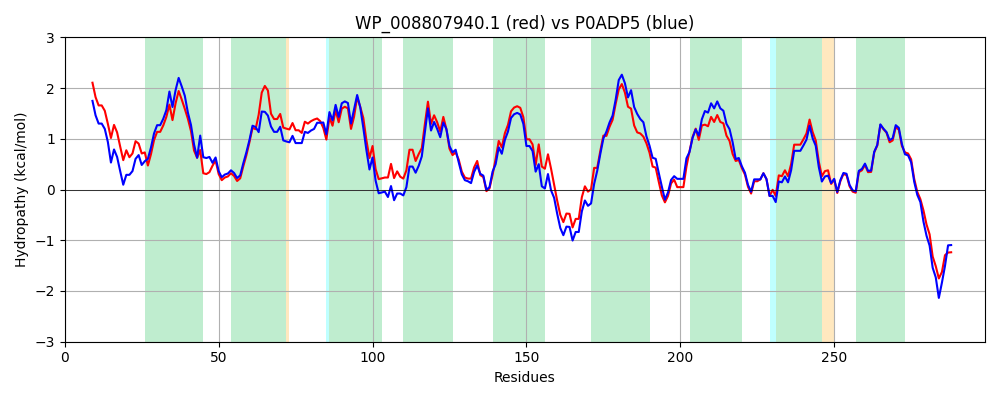 WP_008807940.1 (red) vs P0ADP5 (blue)
Hydropathy (kcal/mol)
3
2
1
0
−1
−2
−3
0 50 100 150 200 250
Residues